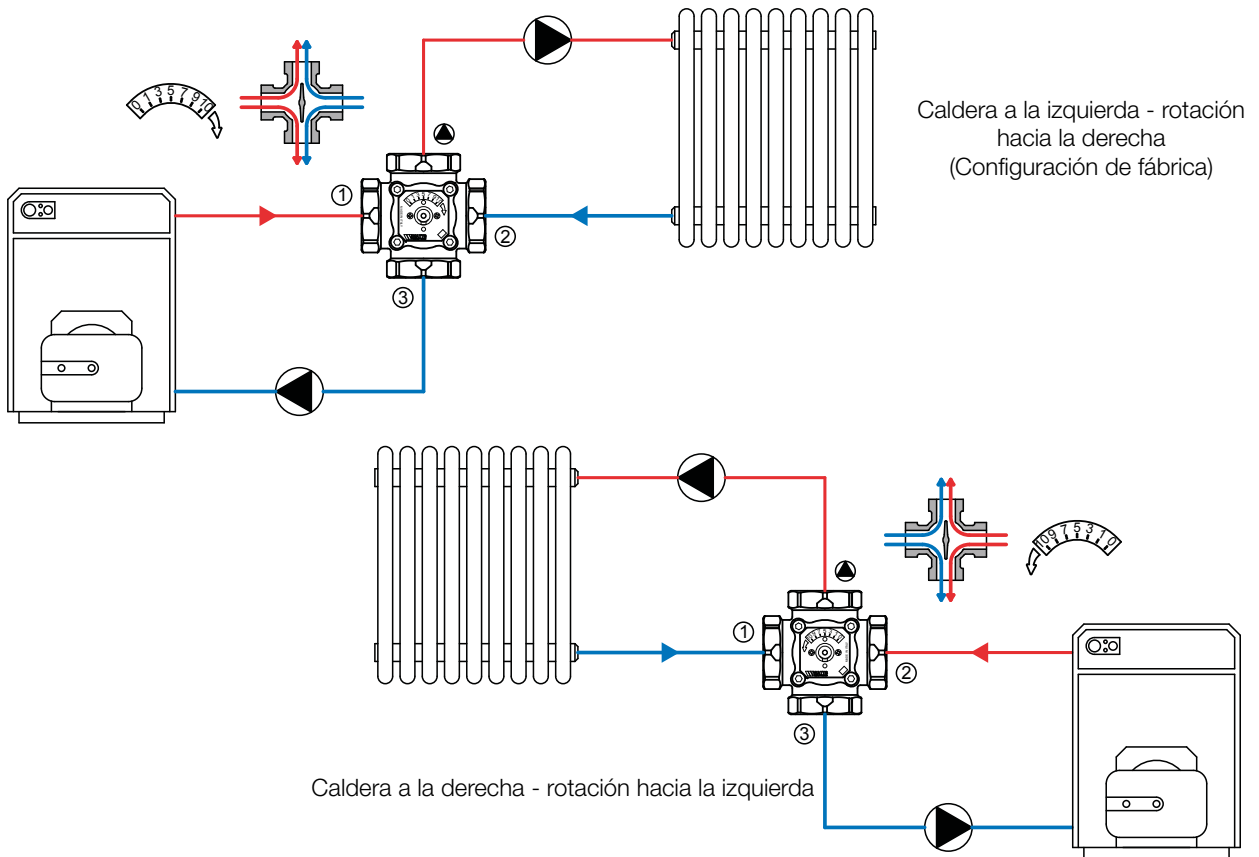 0 1 3 5 7 9 10
①
②
③
Caldera a la izquierda - rotación
hacia la derecha
(Configuración de fábrica)
10 9 7 5 3 1 0
①
②
③
Caldera a la derecha - rotación hacia la izquierda